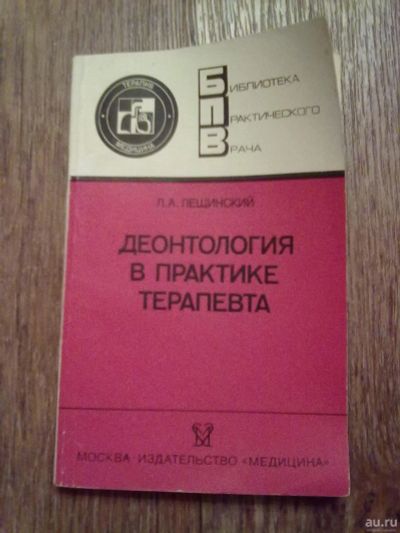 ТЕРАПИЯ
МЕДИЦИНА
БИБЛИОТЕКА
ПРАКТИЧЕСКОГО
ВРАЧА
Л.А. ЛЕЩИНСКИЙ
ДЕОНТОЛОГИЯ
В ПРАКТИКЕ
ТЕРАПЕВТА
МОСКВА ИЗДАТЕЛЬСТВО «МЕДИЦИНА»
au.ru